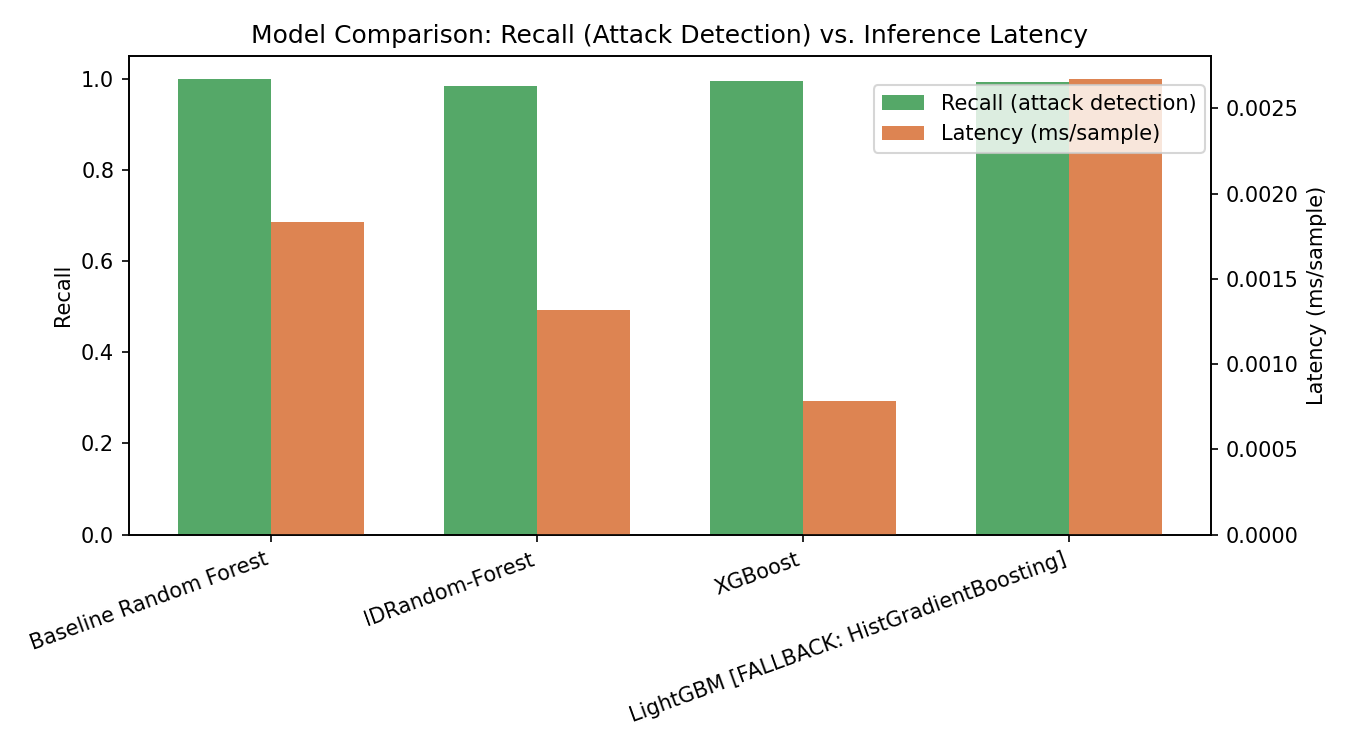 Model Comparison: Recall (Attack Detection) vs. Inference Latency
Recall (attack detection)
Latency (ms/sample)
Recall
1.0
0.8
0.6
0.4
0.2
0.0
0.0025
0.0020
0.0015
0.0010
0.0005
0.0000
Latency (ms/sample)
Baseline Random Forest
IDRandom-Forest
XGBoost
LightGBM [FALLBACK: HistGradientBoosting]